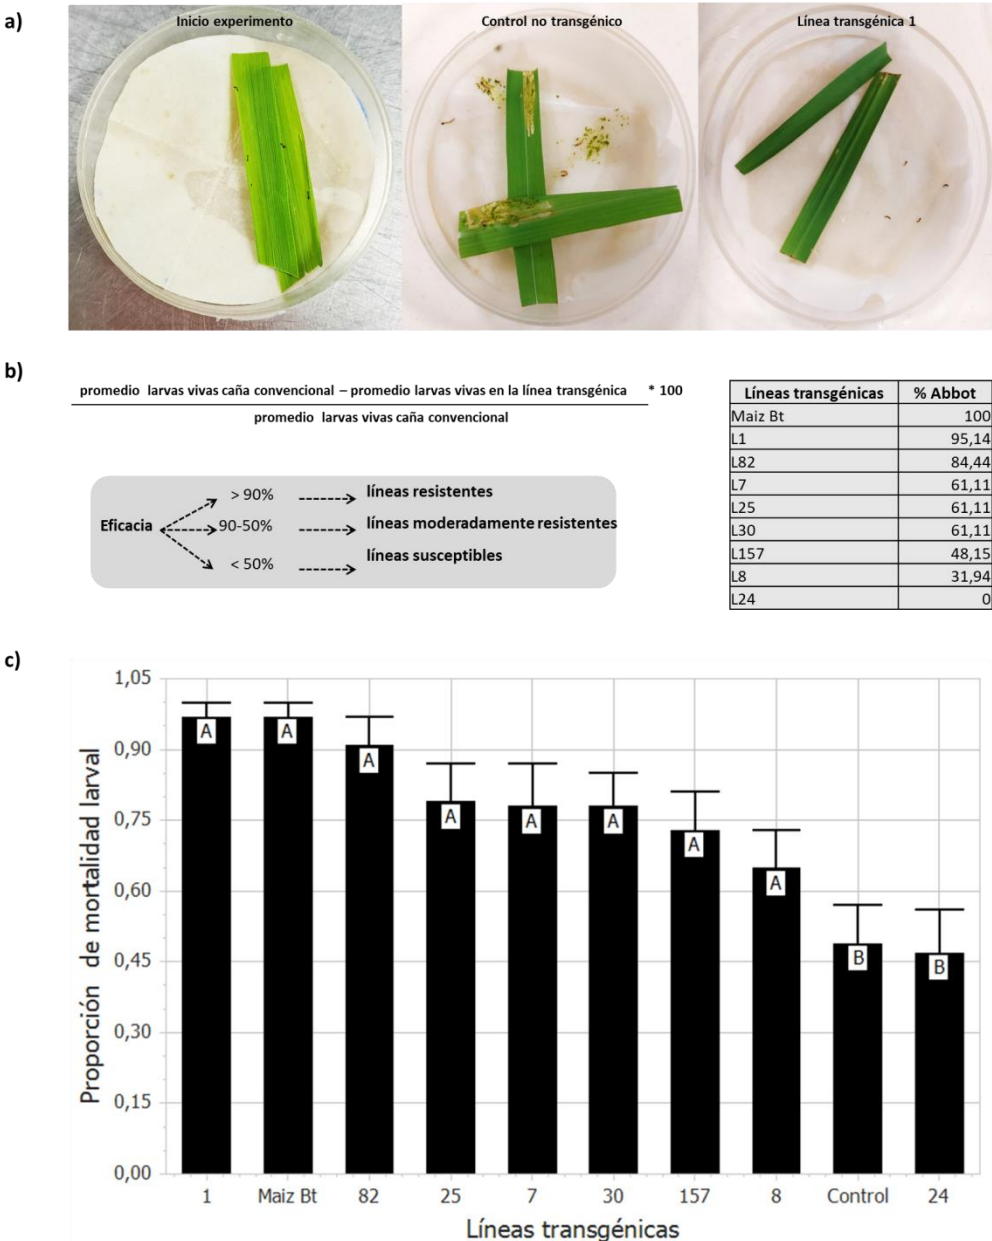 a)
Inicio experimento
Control no transgénico
Línea transgénica 1
b)
promedio larvas vivas caña convencional – promedio larvas vivas en la línea transgénica * 100
promedio larvas vivas caña convencional
Eficacia
> 90%
líneas resistentes
90-50%
líneas moderadamente resistentes
< 50%
líneas susceptibles
Líneas transgénicas % Abbot
Maiz Bt 100
L1 95,14
L82 84,44
L7 61,11
L25 61,11
L30 61,11
L157 48,15
L8 31,94
L24 0
c)
Proporción de mortalidad larval
1,05
0,90
0,75
0,60
0,45
0,30
0,15
0,00
A A A A A A A A B B
1 Maiz Bt 82 25 7 30 157 8 Control 24
Líneas transgénicas